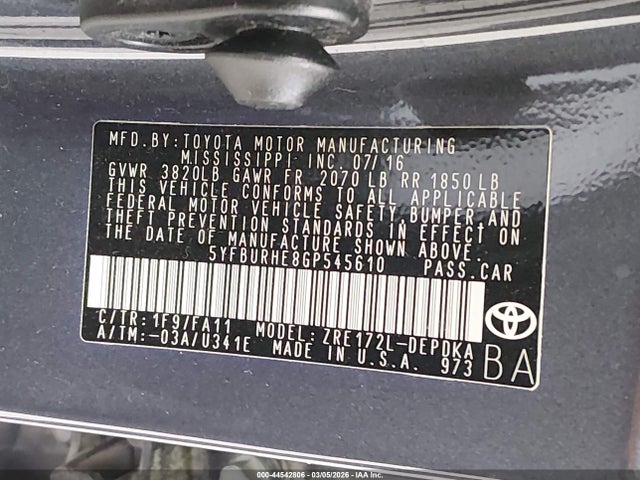 MFD.BY:TOYOTA MOTOR MANUFACTURING
MISSISSIPPI INC. 07/16
GVWR 3820LB GAWR FR 2070 LB RR 1850 LB
THIS VEHICLE CONFORMS TO ALL APPLICABLE
FEDERAL MOTOR VEHICLE SAFETY BUMPER AND
THEFT PREVENTION STANDARDS IN EFFECT ON
THE DATE OF MANUFACTURE SHOWN ABOVE.
5YFBURHE8GP545610 PASS.CAR
C/TR:1F9/FA11 MODEL:ZRE172L-DEPDKA
A/TM:-03A/U341E MADE IN U.S.A. 973
BA
000-44542806 - 03/05/2026 - IAA Inc.